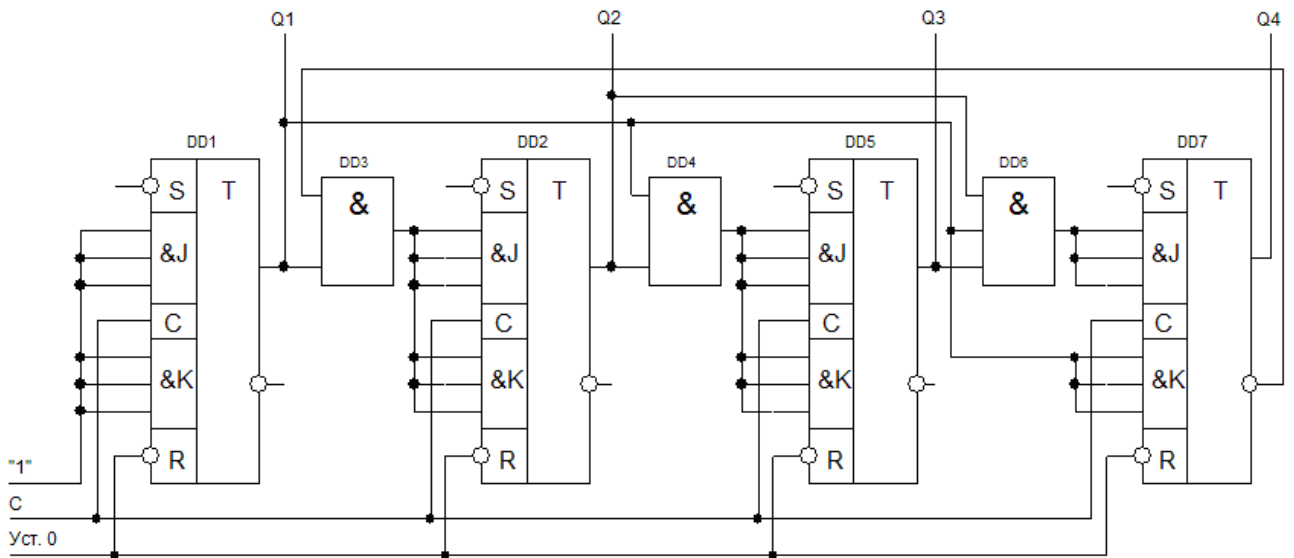 Q1 Q2 Q3 Q4
DD1 DD3 DD2 DD4 DD5 DD6 DD7
S T & S T & S T & S T
&J &J &J &J
C C C C
&K &K &K &K
R R R R
"1"
C
Уст. 0